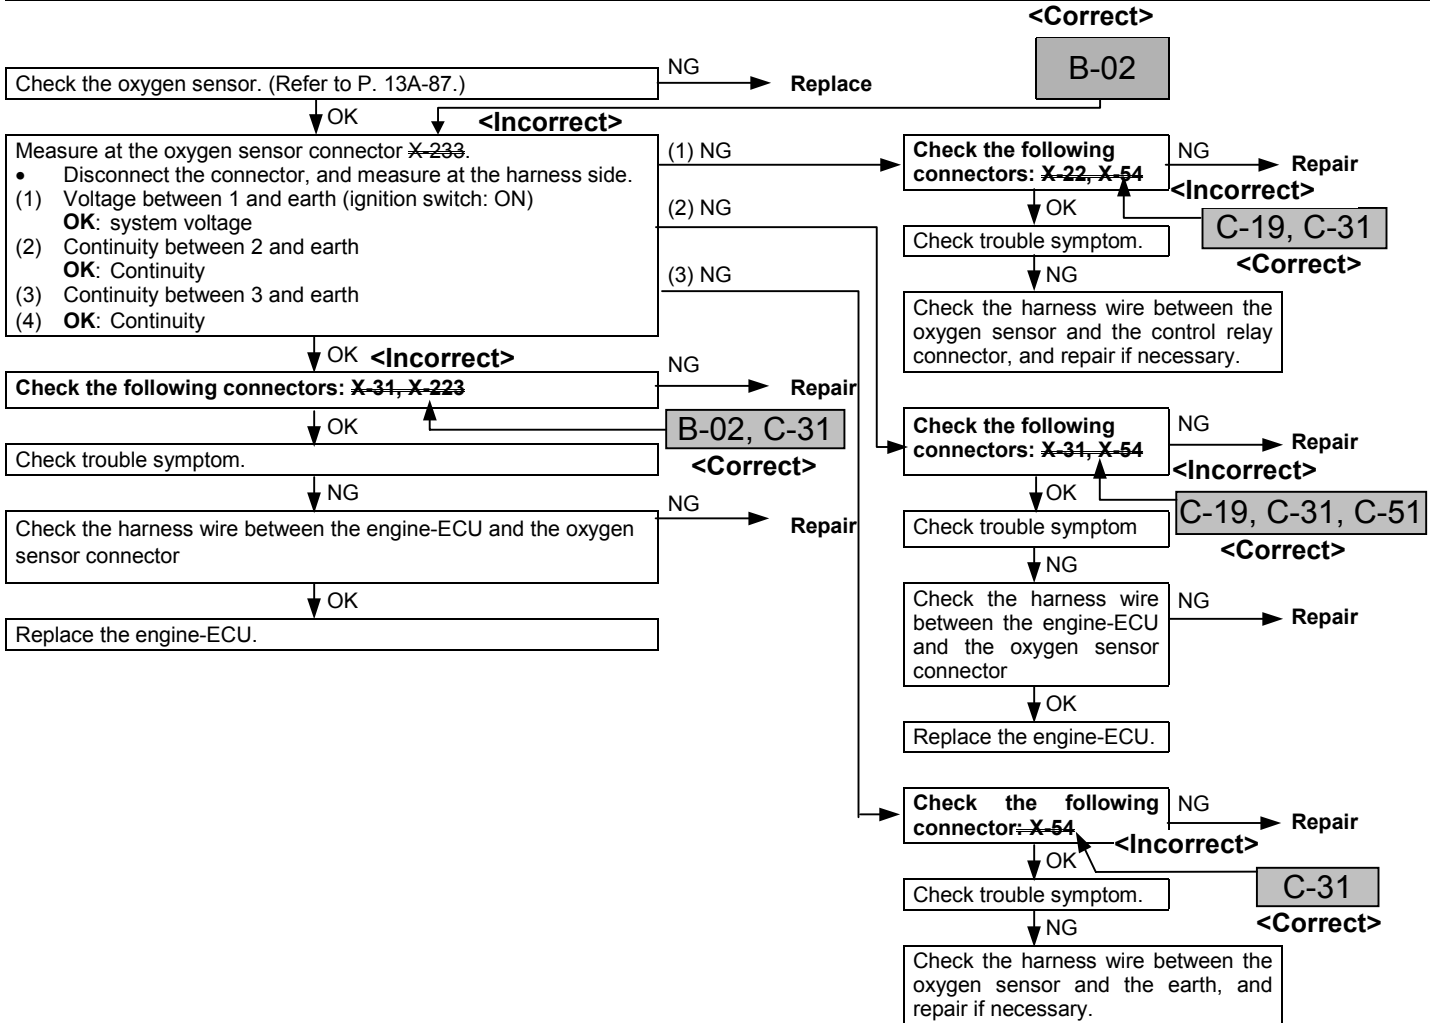 <Correct>
B-02
Check the oxygen sensor. (Refer to P. 13A-87.)
NG
Replace
OK
<Incorrect>
Measure at the oxygen sensor connector X-233.
• Disconnect the connector, and measure at the harness side.
(1) Voltage between 1 and earth (ignition switch: ON)
OK: system voltage
(2) Continuity between 2 and earth
OK: Continuity
(3) Continuity between 3 and earth
(4) OK: Continuity
(1) NG
(2) NG
(3) NG
OK
<Incorrect>
Check the following connectors: X-31, X-223
NG
Repair
OK
B-02, C-31
<Correct>
Check trouble symptom.
NG
Check the harness wire between the engine-ECU and the oxygen
sensor connector
NG
Repair
OK
Replace the engine-ECU.
Check the following
connectors: X-22, X-54
NG
Repair
<Incorrect>
OK
C-19, C-31
<Correct>
Check trouble symptom.
NG
Check the harness wire between the
oxygen sensor and the control relay
connector, and repair if necessary.
Check the following
connectors: X-31, X-54
NG
Repair
<Incorrect>
OK
C-19, C-31, C-51
<Correct>
Check trouble symptom
NG
Check the harness wire
between the engine-ECU
and the oxygen sensor
connector
NG
Repair
OK
Replace the engine-ECU.
Check the following
connector: X-54
NG
Repair
<Incorrect>
OK
C-31
<Correct>
Check trouble symptom.
NG
Check the harness wire between the
oxygen sensor and the earth, and
repair if necessary.